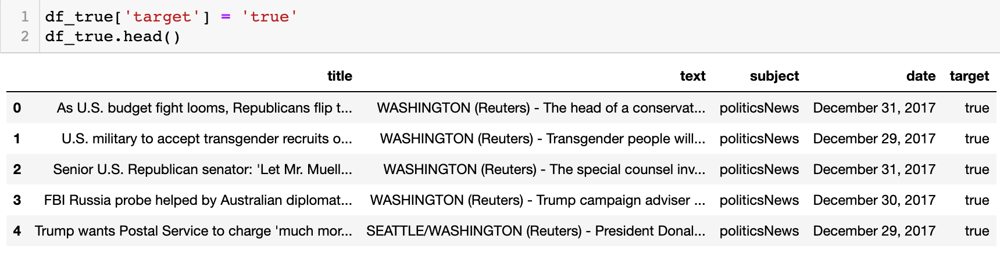 1 df_true['target'] = 'true'
2 df_true.head()
title text subject date target
0 As U.S. budget fight looms, Republicans flip t... WASHINGTON (Reuters) - The head of a conservat... politicsNews December 31, 2017 true
1 U.S. military to accept transgender recruits o... WASHINGTON (Reuters) - Transgender people will... politicsNews December 29, 2017 true
2 Senior U.S. Republican senator: 'Let Mr. Muell... WASHINGTON (Reuters) - The special counsel inv... politicsNews December 31, 2017 true
3 FBI Russia probe helped by Australian diplomat... WASHINGTON (Reuters) - Trump campaign adviser ... politicsNews December 30, 2017 true
4 Trump wants Postal Service to charge 'much mor... SEATTLE/WASHINGTON (Reuters) - President Donal... politicsNews December 29, 2017 true